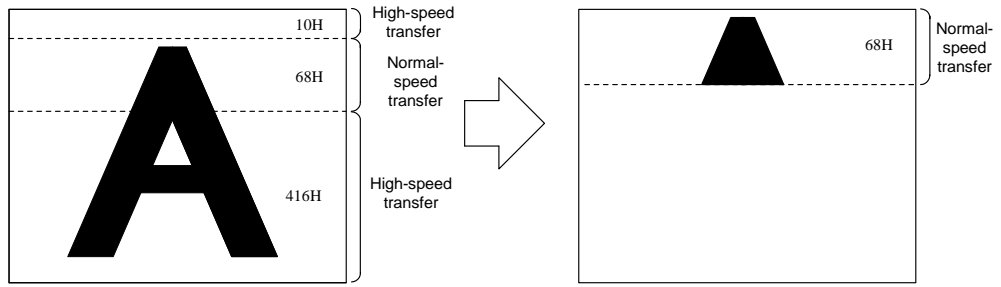 10H
High-speed
transfer
68H
Normal-
speed
transfer
416H
High-speed
transfer
68H
Normal-
speed
transfer